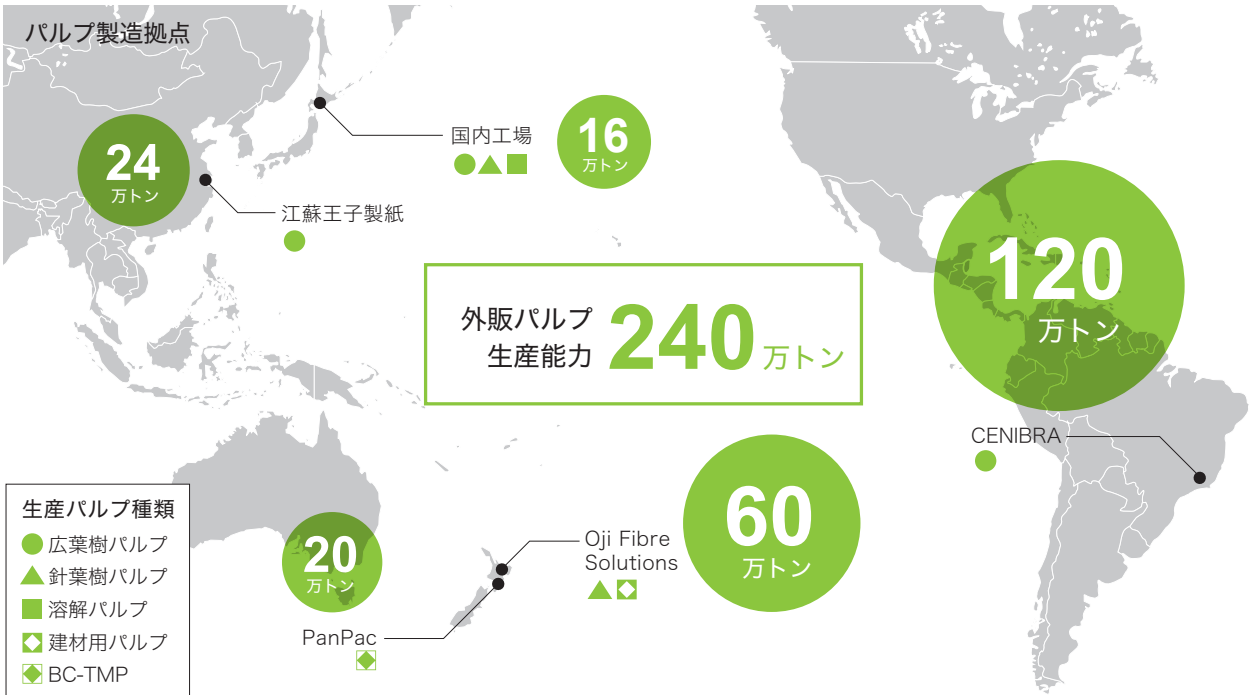 パルプ製造拠点
24
万トン
江蘇王子製紙
国内工場
16
万トン
外販パルプ
生産能力
240万トン
120
万トン
CENIBRA
60
万トン
Oji Fibre
Solutions
20
万トン
PanPac
生産パルプ種類
広葉樹パルプ
針葉樹パルプ
溶解パルプ
建材用パルプ
BC-TMP